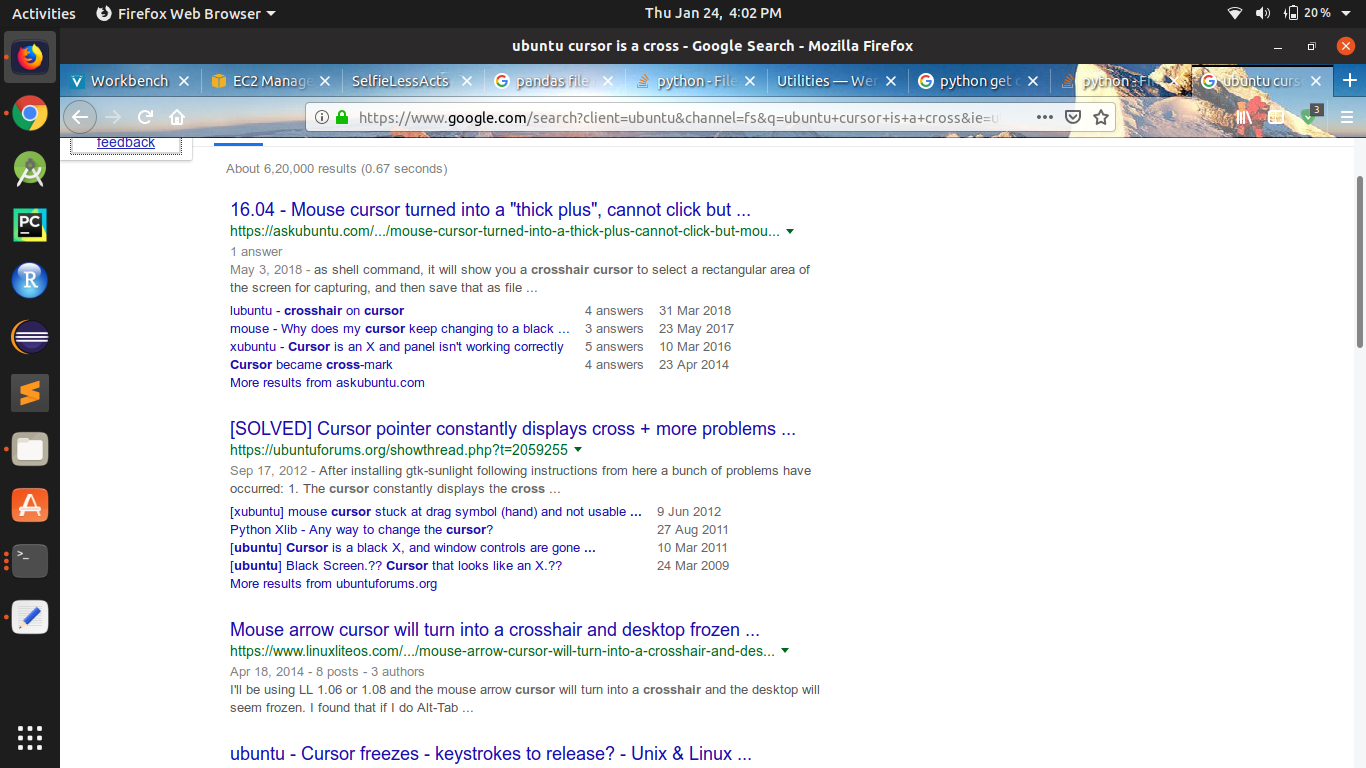 Activities Firefox Web Browser Thu Jan 24, 4:02 PM 20 %
ubuntu cursor is a cross - Google Search - Mozilla Firefox
Workbench EC2 Manage SelfieLessActs pandas file python - File Utilities — Wer python get c python - Fi ubuntu curs
https://www.google.com/search?client=ubuntu&channel=fs&q=ubuntu+cursor+is+a+cross&ie=u 3
feedback
About 6,20,000 results (0.67 seconds)
16.04 - Mouse cursor turned into a "thick plus", cannot click but ...
https://askubuntu.com/.../mouse-cursor-turned-into-a-thick-plus-cannot-click-but-mou...
1 answer
May 3, 2018 - as shell command, it will show you a crosshair cursor to select a rectangular area of
the screen for capturing, and then save that as file ...
lubuntu - crosshair on cursor 4 answers 31 Mar 2018
mouse - Why does my cursor keep changing to a black ... 3 answers 23 May 2017
xubuntu - Cursor is an X and panel isn't working correctly 5 answers 10 Mar 2016
Cursor became cross-mark 4 answers 23 Apr 2014
More results from askubuntu.com
[SOLVED] Cursor pointer constantly displays cross + more problems ...
https://ubuntuforums.org/showthread.php?t=2059255
Sep 17, 2012 - After installing gtk-sunlight following instructions from here a bunch of problems have
occurred: 1. The cursor constantly displays the cross ...
[xubuntu] mouse cursor stuck at drag symbol (hand) and not usable ... 9 Jun 2012
Python Xlib - Any way to change the cursor? 27 Aug 2011
[ubuntu] Cursor is a black X, and window controls are gone ... 10 Mar 2011
[ubuntu] Black Screen.?? Cursor that looks like an X.?? 24 Mar 2009
More results from ubuntuforums.org
Mouse arrow cursor will turn into a crosshair and desktop frozen ...
https://www.linuxliteos.com/.../mouse-arrow-cursor-will-turn-into-a-crosshair-and-des...
Apr 18, 2014 - 8 posts - 3 authors
I'll be using LL 1.06 or 1.08 and the mouse arrow cursor will turn into a crosshair and the desktop will
seem frozen. I found that if I do Alt-Tab ...
ubuntu - Cursor freezes - keystrokes to release? - Unix & Linux ...
PC
R